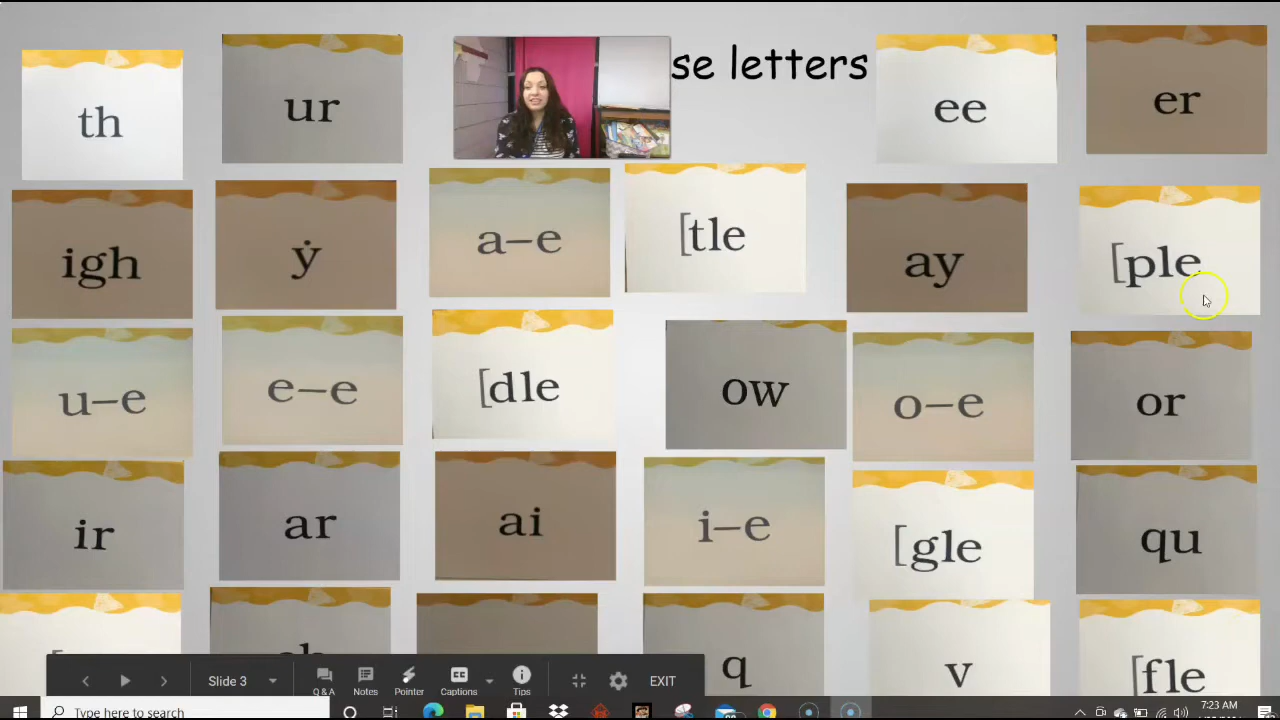 se letters
th
ur
ee
er
igh
ẏ
a–e
[tle
ay
[ple
u–e
e–e
[dle
ow
o–e
or
ir
ar
ai
i–e
[gle
qu
q
v
[fle
Slide 3
Q & A
Notes
Pointer
Captions
Tips
EXIT
Type here to search
7:23 AM